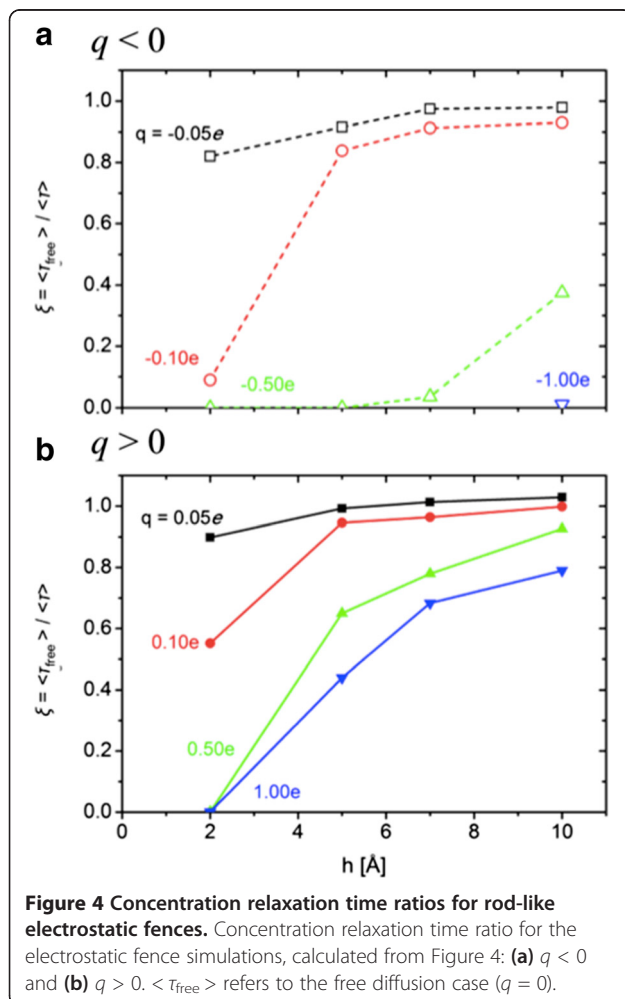 a q < 0
1.0
0.8
0.6
0.4
0.2
0.0
ξ = <τ_free> / <τ>
q = -0.05e
-0.10e
-0.50e
-1.00e
b q > 0
1.0
0.8
0.6
0.4
0.2
0.0
ξ = <τ_free> / <τ>
q = 0.05e
0.10e
0.50e
1.00e
0 2 4 6 8 10
h [Å]
Figure 4 Concentration relaxation time ratios for rod-like
electrostatic fences. Concentration relaxation time ratio for the
electrostatic fence simulations, calculated from Figure 4: (a) q < 0
and (b) q > 0. < τfree > refers to the free diffusion case (q = 0).